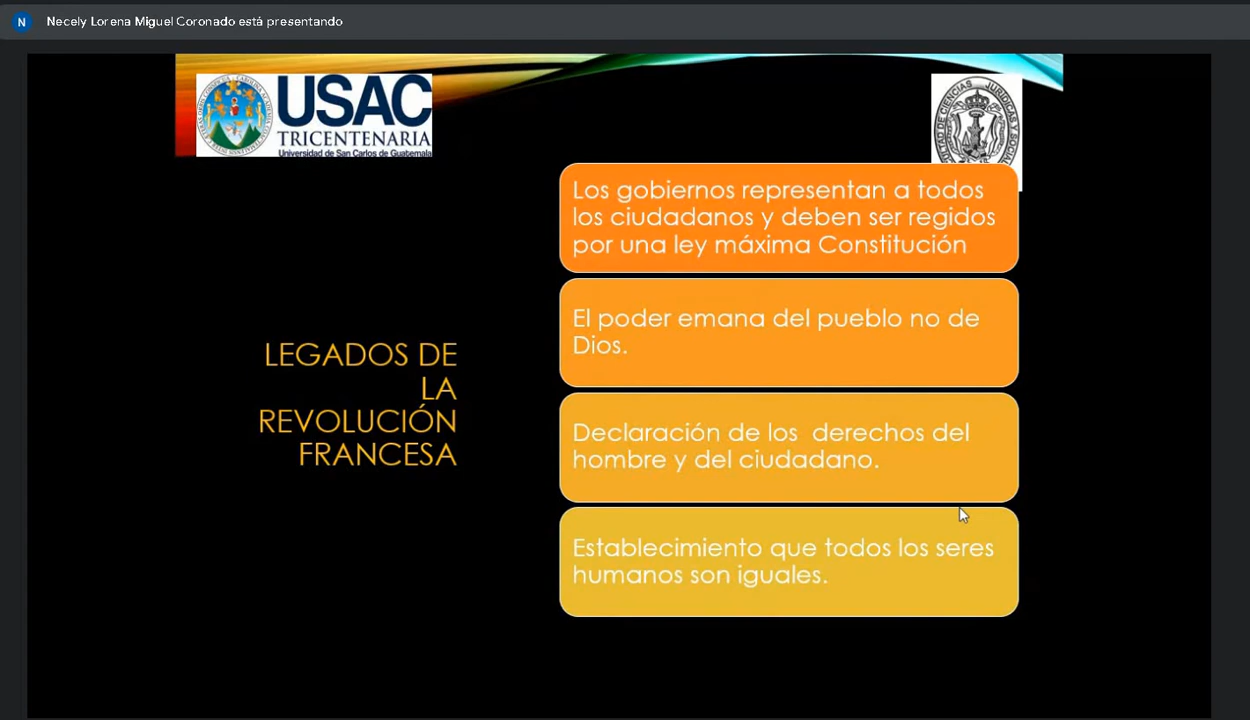 N Necely Lorena Miguel Coronado está presentando
USAC
TRICENTENARIA
Universidad de San Carlos de Guatemala
Los gobiernos representan a todos
los ciudadanos y deben ser regidos
por una ley máxima Constitución
El poder emana del pueblo no de
Dios.
LEGADOS DE
LA
REVOLUCIÓN
FRANCESA
Declaración de los  derechos del
hombre y del ciudadano.
Establecimiento que todos los seres
humanos son iguales.